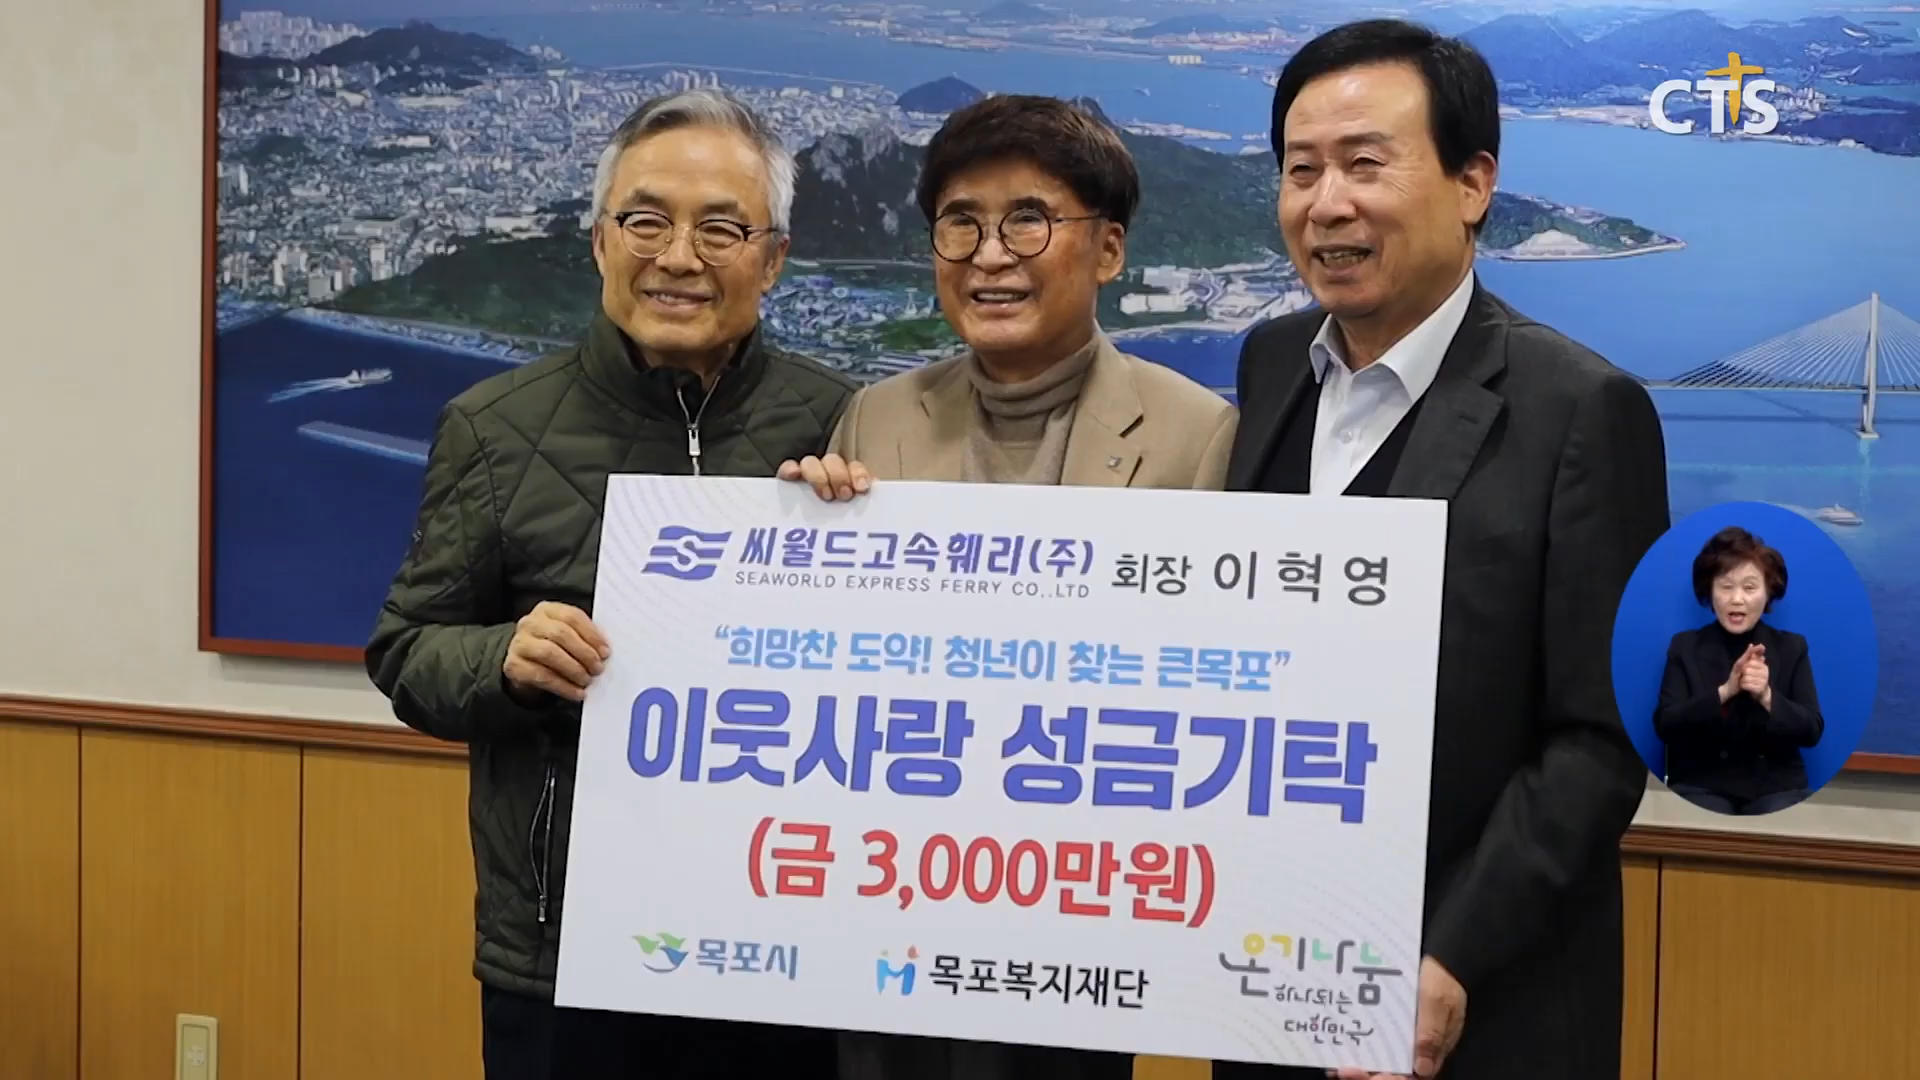 CTS
씨월드고속훼리(주) 회장 이 혁 영
SEAWORLD EXPRESS FERRY CO.,LTD
“희망찬 도약! 청년이 찾는 큰목포”
이웃사랑 성금기탁
(금 3,000만원)
목포시 목포복지재단 온기나눔
하나되는
대한민국